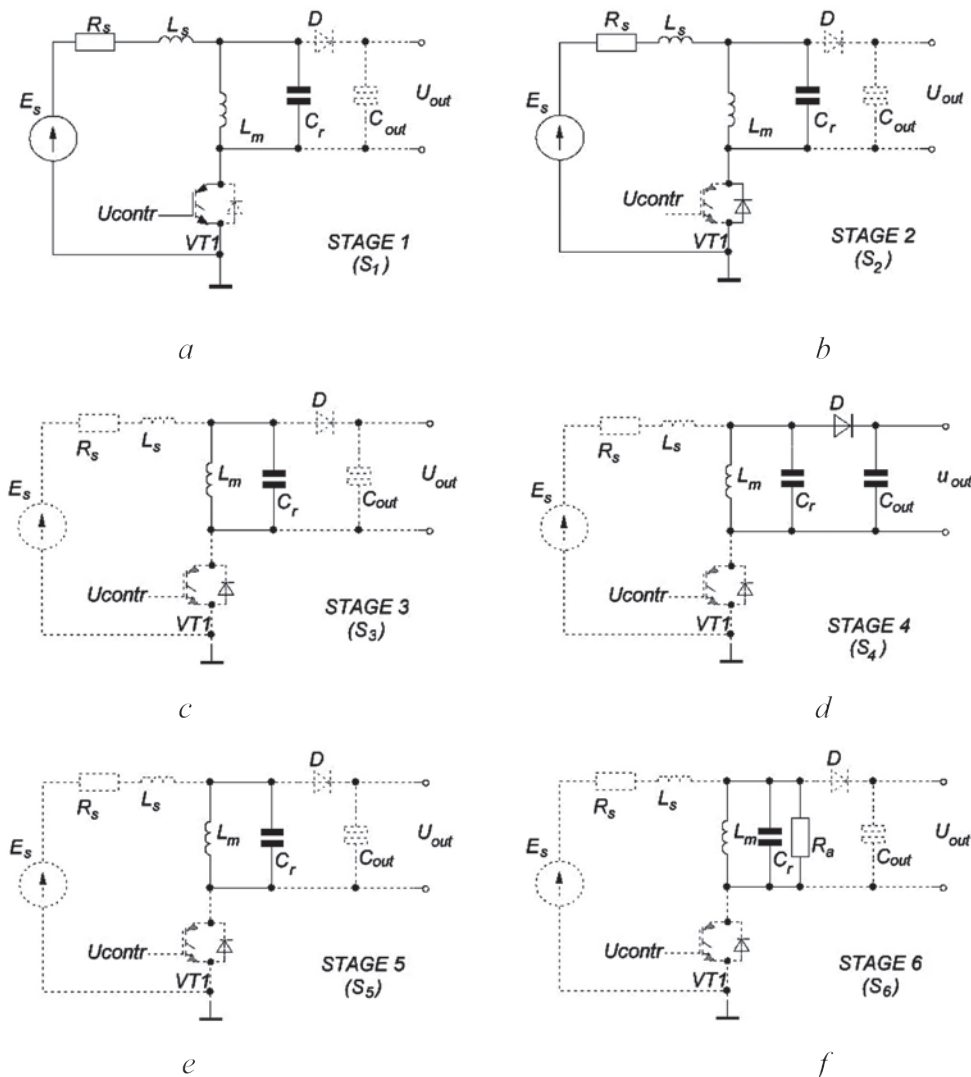 Rs Ls D
Es Uout
Lm Cr Cout
Ucontr
VT1
STAGE 1
(S1)
a
Rs Ls D
Es Uout
Lm Cr Cout
Ucontr
VT1
STAGE 2
(S2)
b
D
Rs Ls
Es Lm Cr Cout Uout
Ucontr
VT1
STAGE 3
(S3)
c
D
Rs Ls
Es Lm Cr Cout uout
Ucontr
VT1
STAGE 4
(S4)
d
D
Rs Ls
Es Lm Cr Cout Uout
Ucontr
VT1
STAGE 5
(S5)
e
D
Rs Ls
Es Lm Cr Ra Cout Uout
Ucontr
VT1
STAGE 6
(S6)
f